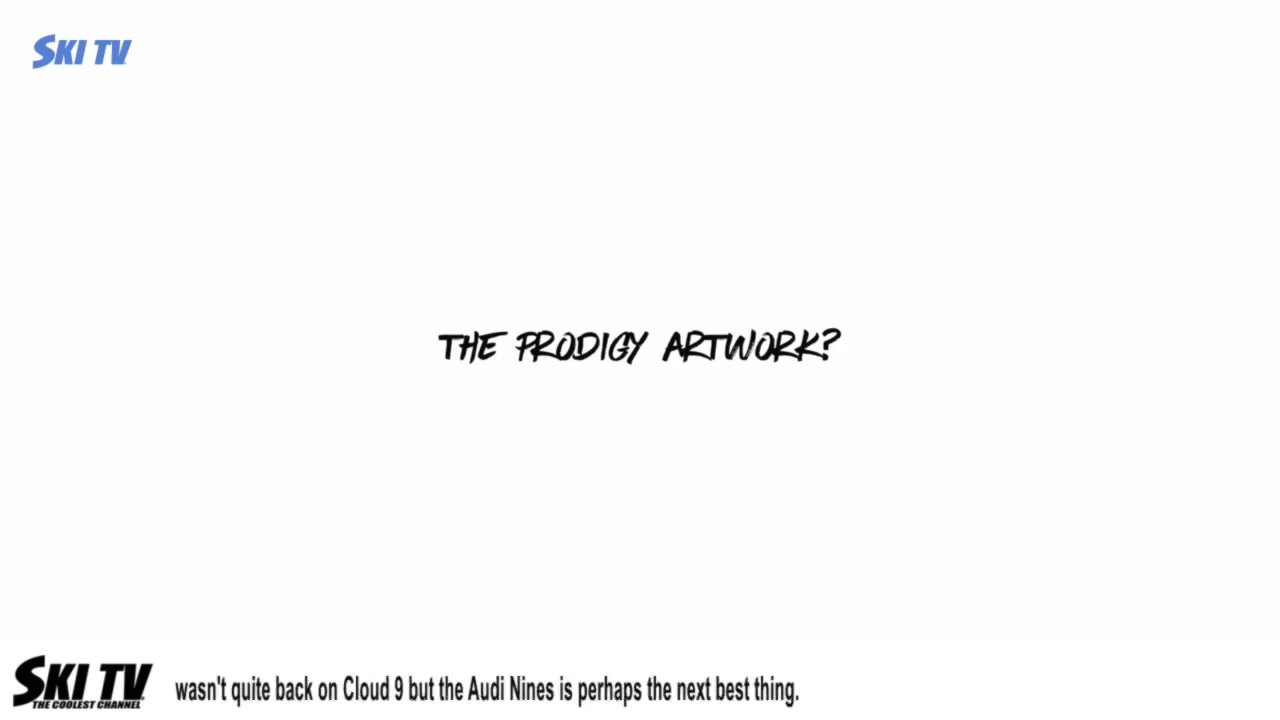 SKI TV
THE PRODIGY ARTWORK?
SKI TV
THE COOLEST CHANNEL
wasn't quite back on Cloud 9 but the Audi Nines is perhaps the next best thing.